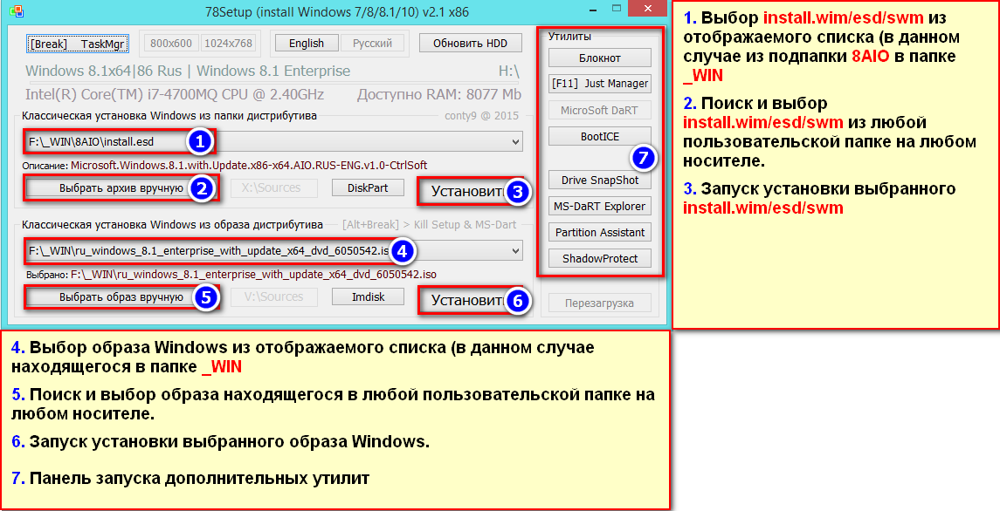 78Setup (install Windows 7/8/8.1/10) v2.1 x86
[Break] TaskMgr
800x600
1024x768
English
Русский
Обновить HDD
Windows 8.1x64|86 Rus | Windows 8.1 Enterprise
H:\
Intel(R) Core(TM) i7-4700MQ CPU @ 2.40GHz
Доступно RAM: 8077 Mb
Классическая установка Windows из папки дистрибутива
conty9 @ 2015
F:\_WIN\8AIO\install.esd
1
Описание: Microsoft.Windows.8.1.with.Update.x86-x64.AIO.RUS-ENG.v1.0-CtrlSoft
Выбрать архив вручную
2
X:\Sources
DiskPart
Установит
3
Классическая установка Windows из образа дистрибутива
[Alt+Break] > Kill Setup & MS-Dart
F:\_WIN\ru_windows_8.1_enterprise_with_update_x64_dvd_6050542.is
4
Выбрано: F:\_WIN\ru_windows_8.1_enterprise_with_update_x64_dvd_6050542.iso
Выбрать образ вручную
5
V:\Sources
Imdisk
Установит
6
Утилиты
Блокнот
[F11] Just Manager
MicroSoft DaRT
BootICE
7
Drive SnapShot
MS-DaRT Explorer
Partition Assistant
ShadowProtect
Перезагрузка
1. Выбор install.wim/esd/swm из
отображаемого списка (в данном
случае из подпапки 8AIO в папке
_WIN
2. Поиск и выбор
install.wim/esd/swm из любой
пользовательской папке на любом
носителе.
3. Запуск установки выбранного
install.wim/esd/swm
4. Выбор образа Windows из отображаемого списка (в данном случае
находящегося в папке _WIN
5. Поиск и выбор образа находящегося в любой пользовательской папке на
любом носителе.
6. Запуск установки выбранного образа Windows.
7. Панель запуска дополнительных утилит